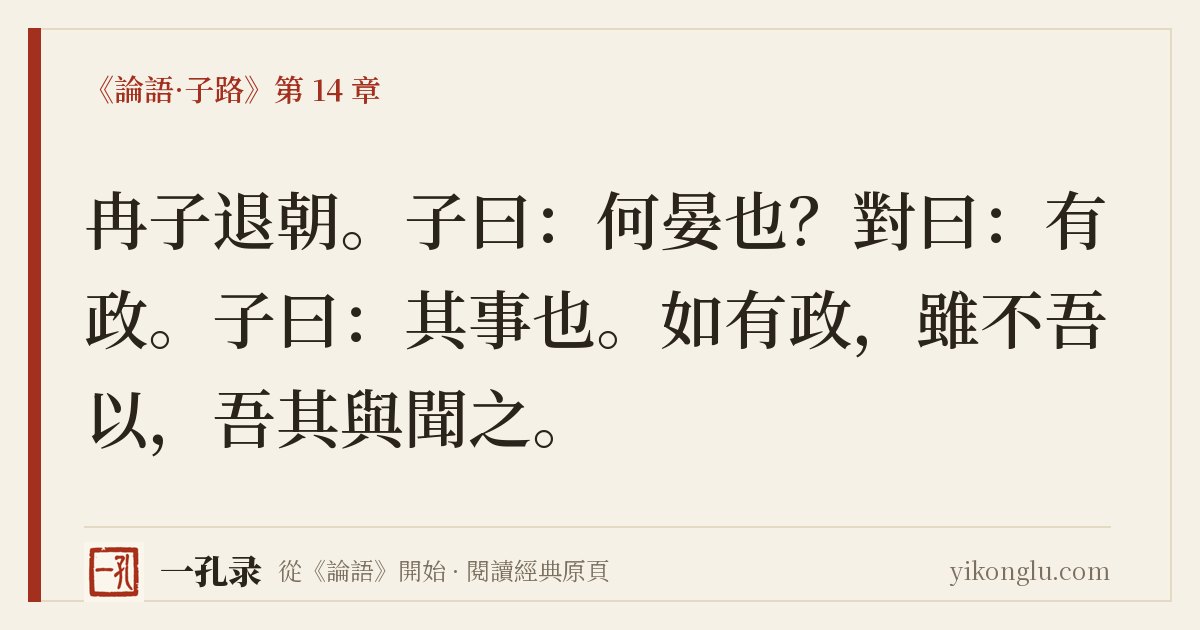 《論語·子路》第 14 章
冉子退朝。子曰：何晏也？對曰：有
政。子曰：其事也。如有政，雖不吾
以，吾其與聞之。
一孔 一孔录 從《論語》開始 · 閱讀經典原頁 yikonglu.com